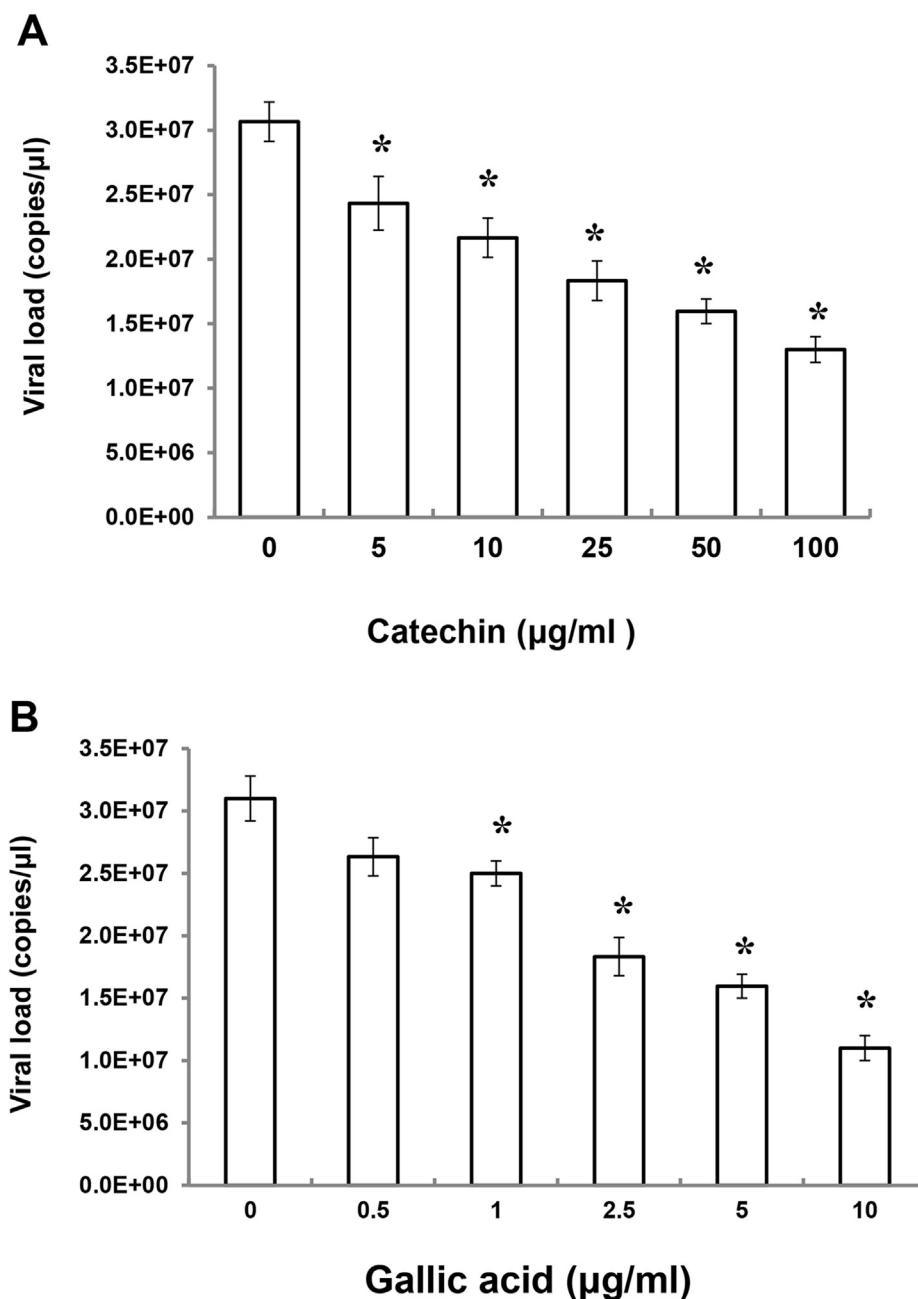 A
3.5E+07
3.0E+07
2.5E+07
2.0E+07
1.5E+07
1.0E+07
5.0E+06
0.0E+00
Viral load (copies/µl)
* * * * *
0 5 10 25 50 100
Catechin (µg/ml )
B
3.5E+07
3.0E+07
2.5E+07
2.0E+07
1.5E+07
1.0E+07
5.0E+06
0.0E+00
Viral load (copies/µl)
* * * *
0 0.5 1 2.5 5 10
Gallic acid (µg/ml)